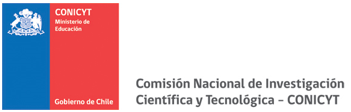 CONICYT
Ministerio de
Educación
Gobierno de Chile
Comisión Nacional de Investigación
Científica y Tecnológica - CONICYT